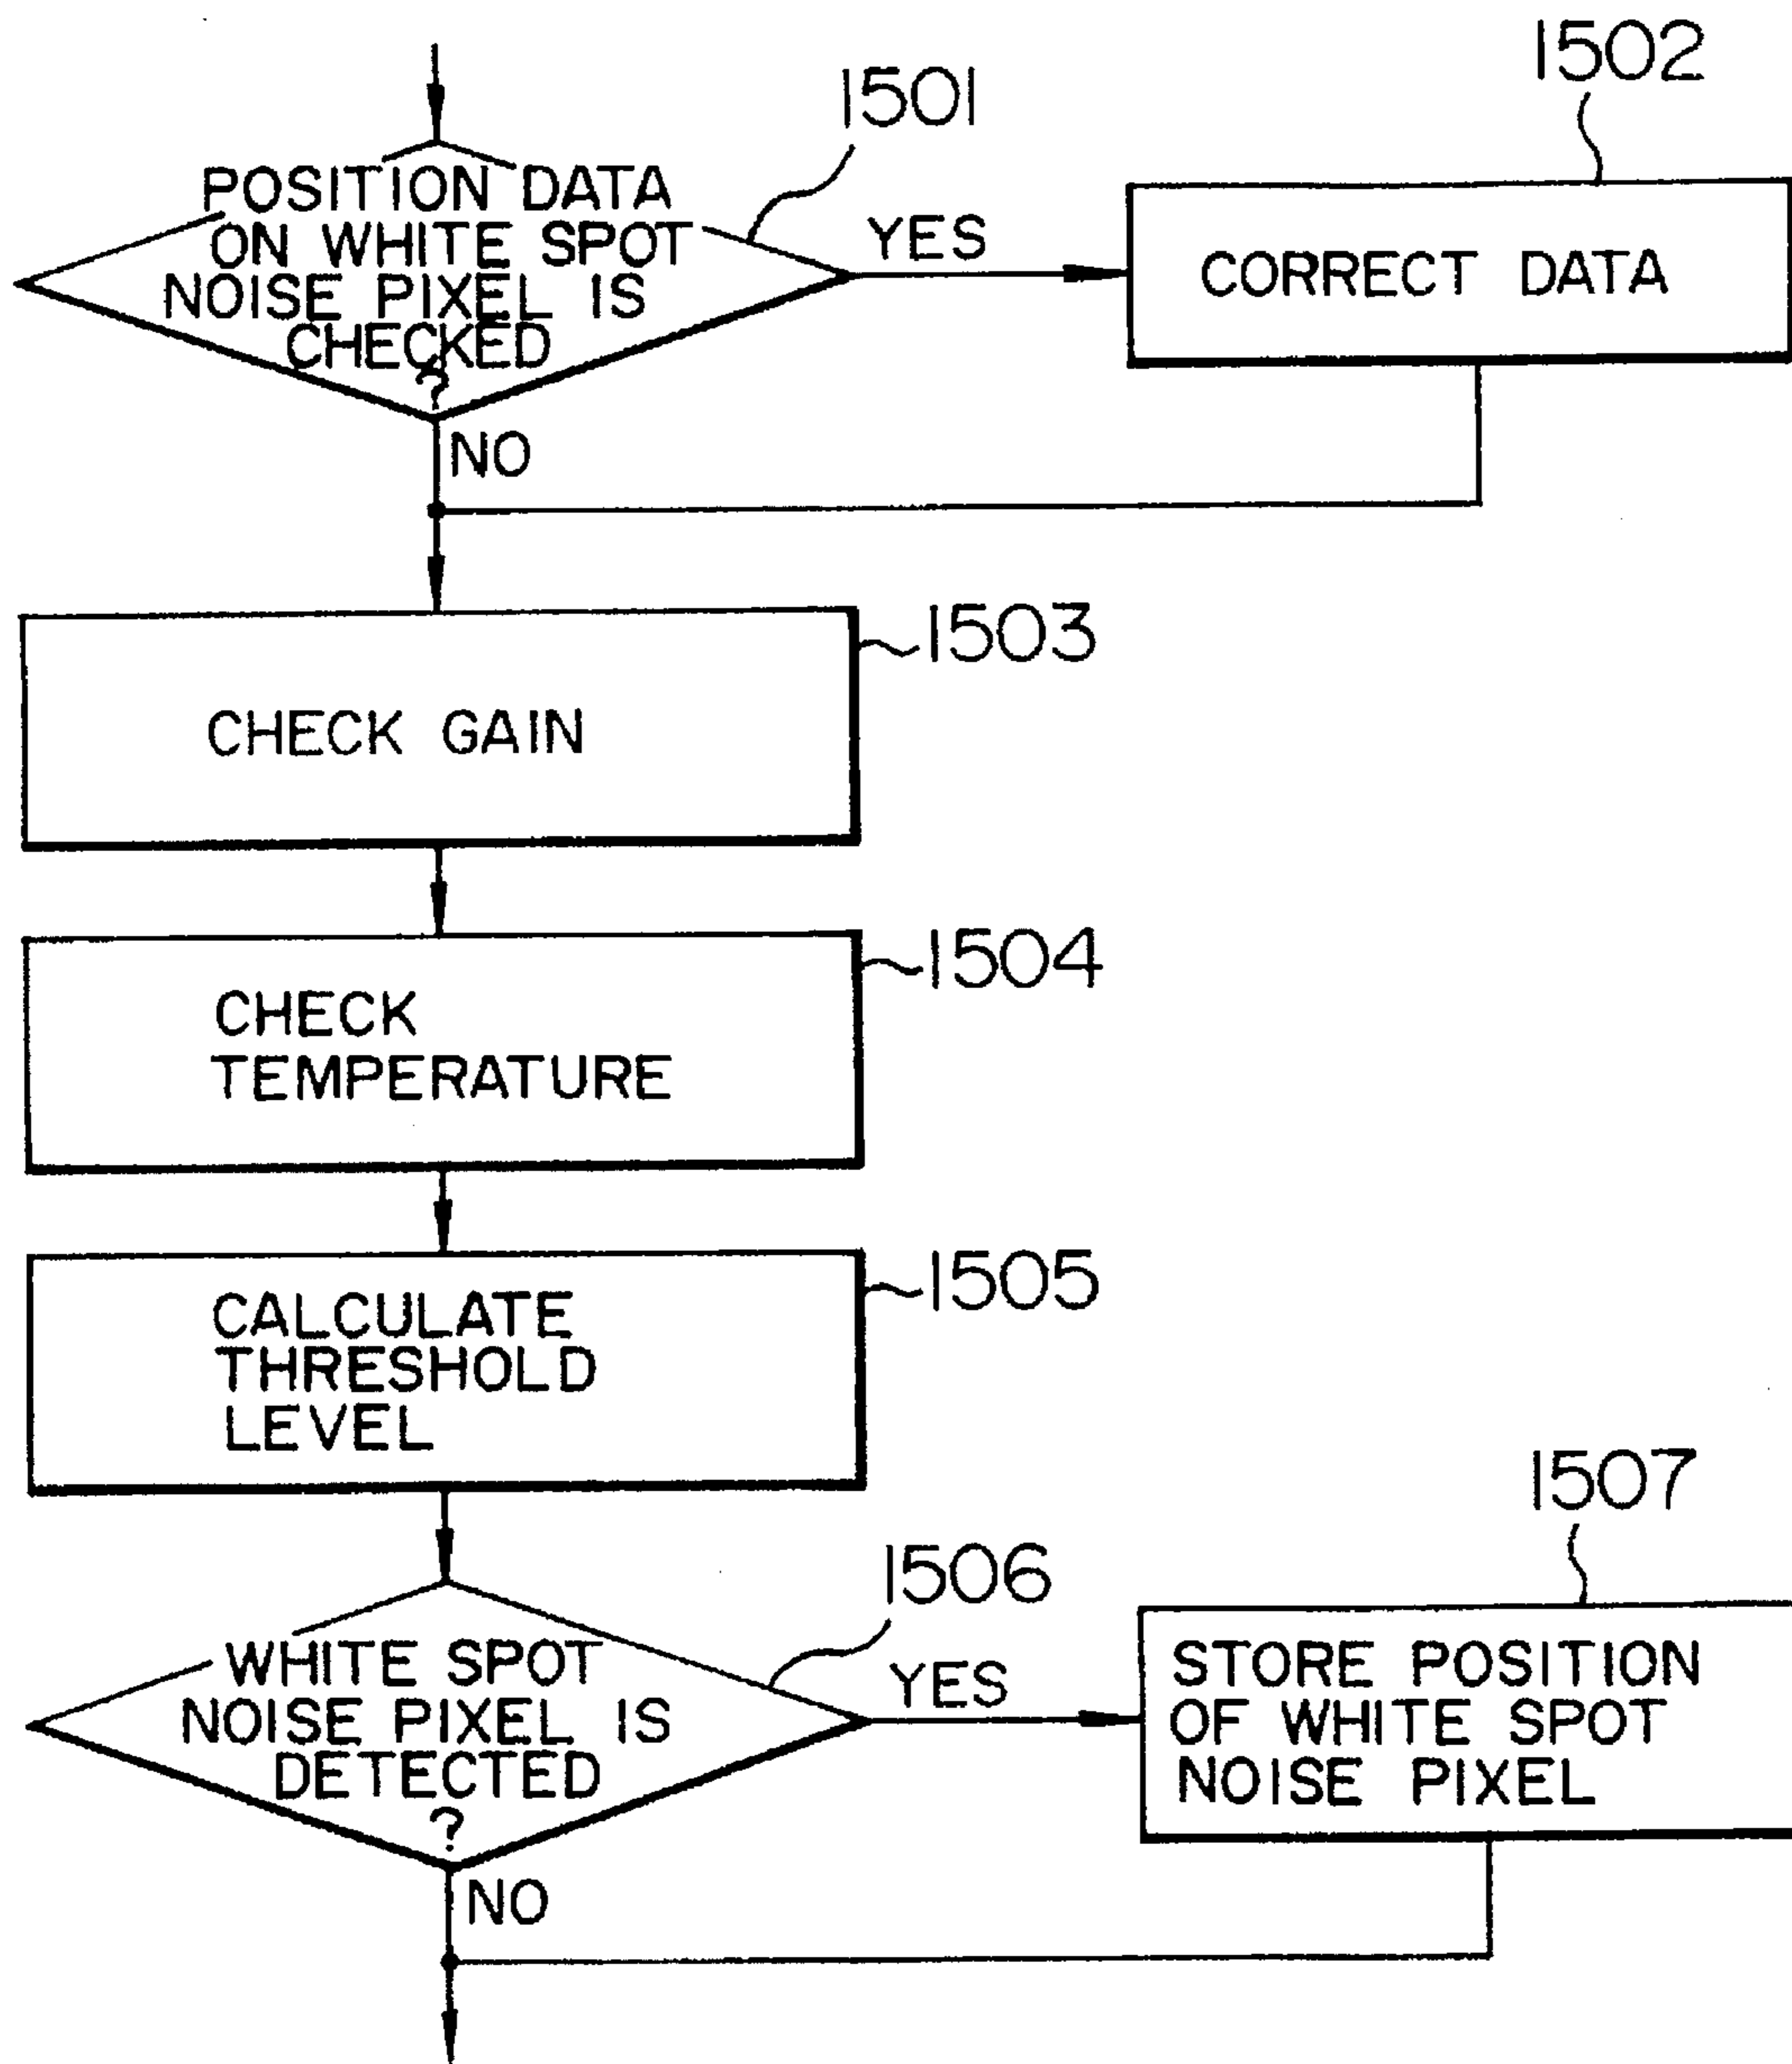 1501
1502
POSITION DATA
ON WHITE SPOT
NOISE PIXEL IS
CHECKED
?
YES
CORRECT DATA
NO
1503
CHECK GAIN
1504
CHECK
TEMPERATURE
1505
CALCULATE
THRESHOLD
LEVEL
1506
1507
WHITE SPOT
NOISE PIXEL IS
DETECTED
?
YES
STORE POSITION
OF WHITE SPOT
NOISE PIXEL
NO